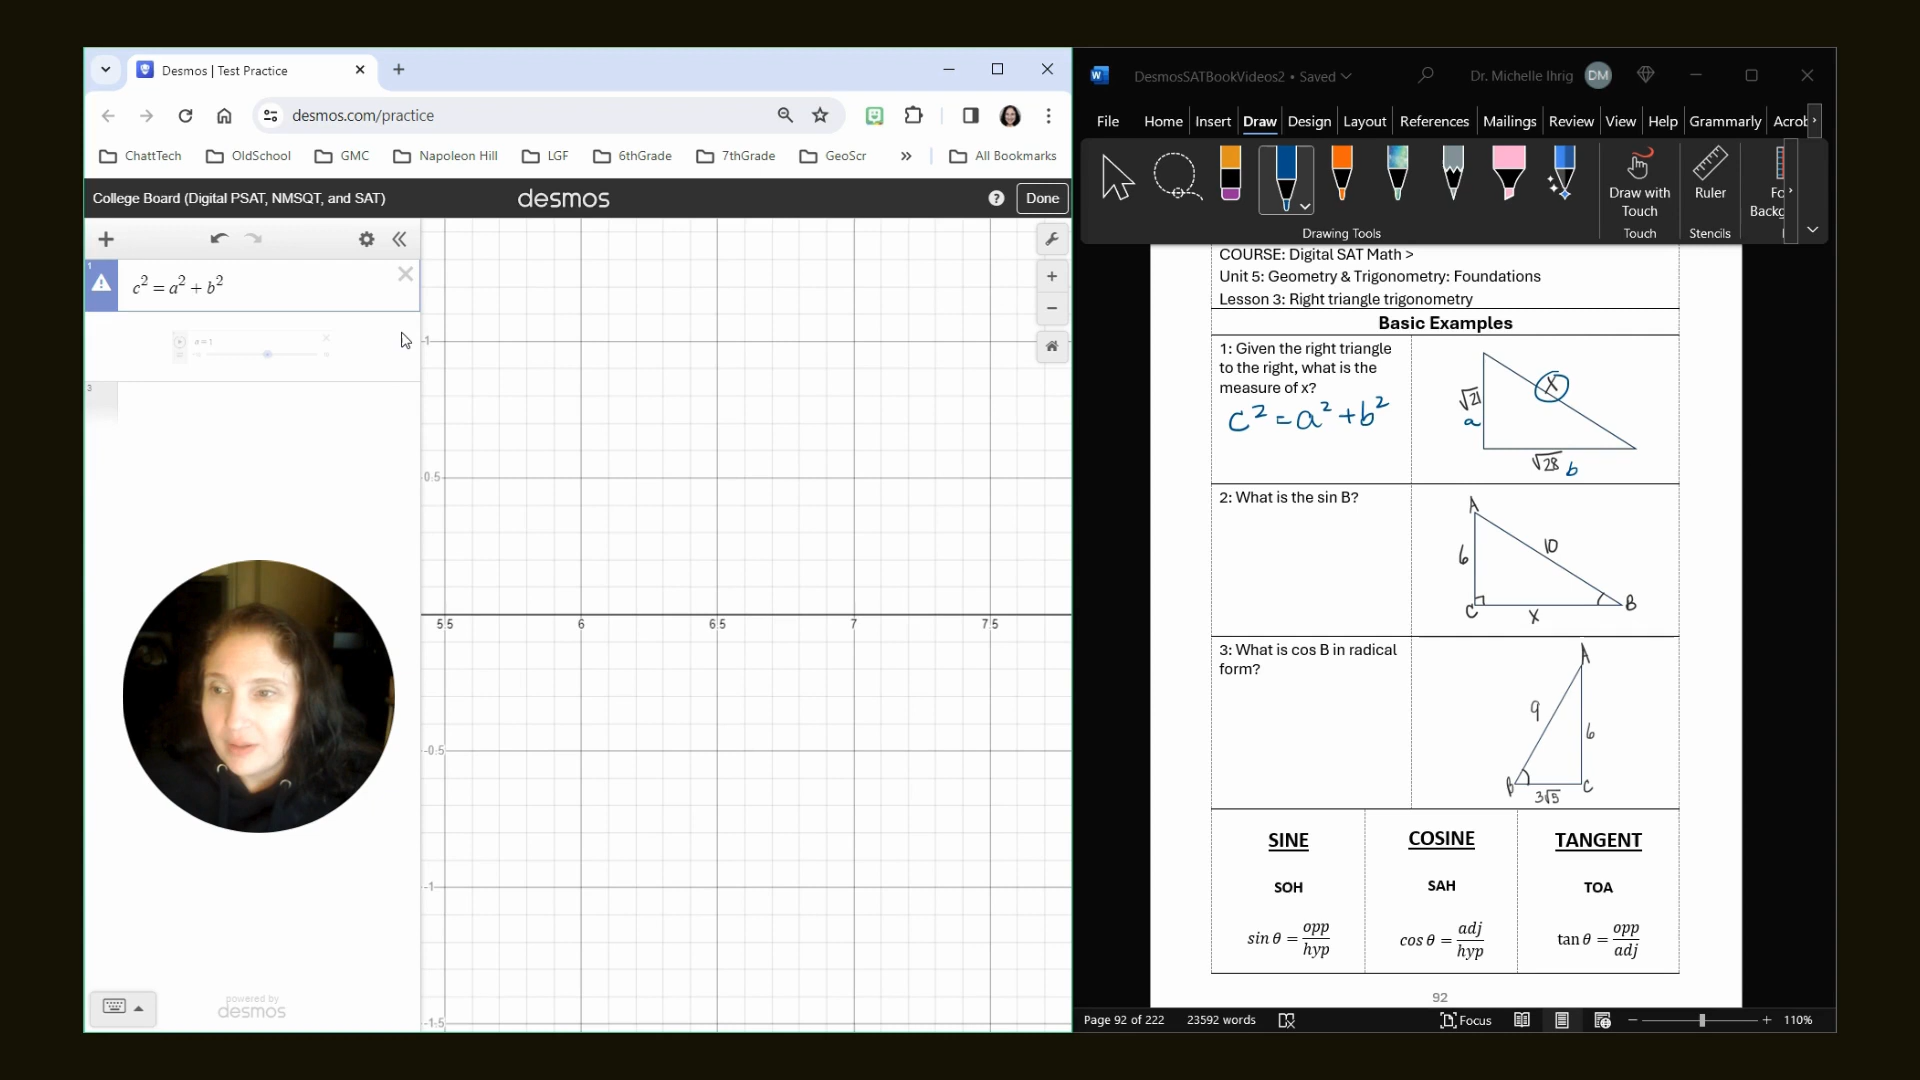 Desmos | Test Practice
desmos.com/practice
ChattTech
OldSchool
GMC
Napoleon Hill
LGF
6thGrade
7thGrade
GeoScr
»
All Bookmarks
College Board (Digital PSAT, NMSQT, and SAT)
desmos
Done
1
c² = a² + b²
a = 1
3
1
0.5
5.5
6
6.5
7
7.5
-0.5
-1
-1.5
powered by
desmos
DesmosSATBookVideos2 • Saved
Dr. Michelle Ihrig
DM
File
Home
Insert
Draw
Design
Layout
References
Mailings
Review
View
Help
Grammarly
Acrob
Draw with
Touch
Ruler
Fo
Backg
Drawing Tools
Touch
Stencils
COURSE: Digital SAT Math >
Unit 5: Geometry & Trigonometry: Foundations
Lesson 3: Right triangle trigonometry
Basic Examples
1: Given the right triangle
to the right, what is the
measure of x?
c² = a² + b²
√21
a
x
√28
b
2: What is the sin B?
A
6
10
C
x
B
3: What is cos B in radical
form?
A
9
6
B
3√5
C
SINE
SOH
sin θ = opp/hyp
COSINE
SAH
cos θ = adj/hyp
TANGENT
TOA
tan θ = opp/adj
92
Page 92 of 222
23592 words
Focus
110%